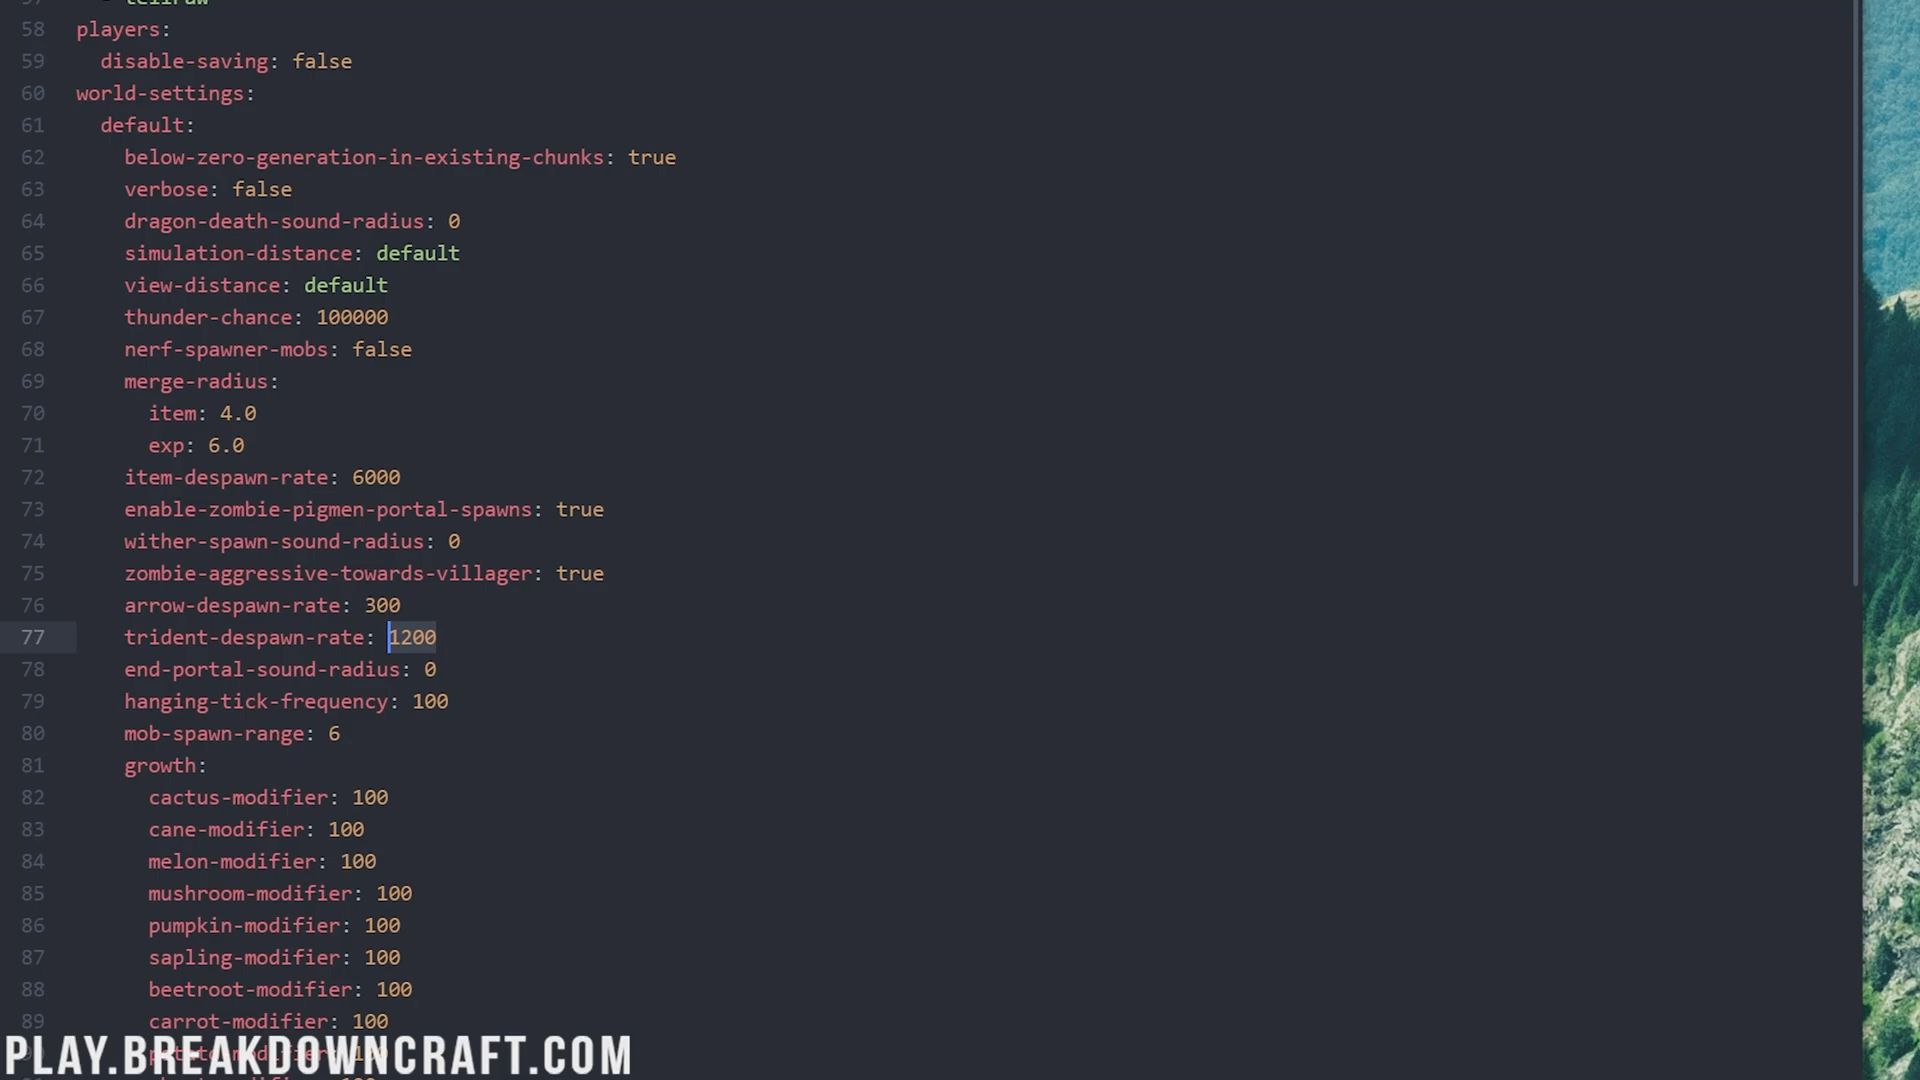 57 - tellraw
58 players:
59 disable-saving: false
60 world-settings:
61 default:
62 below-zero-generation-in-existing-chunks: true
63 verbose: false
64 dragon-death-sound-radius: 0
65 simulation-distance: default
66 view-distance: default
67 thunder-chance: 100000
68 nerf-spawner-mobs: false
69 merge-radius:
70 item: 4.0
71 exp: 6.0
72 item-despawn-rate: 6000
73 enable-zombie-pigmen-portal-spawns: true
74 wither-spawn-sound-radius: 0
75 zombie-aggressive-towards-villager: true
76 arrow-despawn-rate: 300
77 trident-despawn-rate: 1200
78 end-portal-sound-radius: 0
79 hanging-tick-frequency: 100
80 mob-spawn-range: 6
81 growth:
82 cactus-modifier: 100
83 cane-modifier: 100
84 melon-modifier: 100
85 mushroom-modifier: 100
86 pumpkin-modifier: 100
87 sapling-modifier: 100
88 beetroot-modifier: 100
89 carrot-modifier: 100
PLAY.BREAKDOWNCRAFT.COM